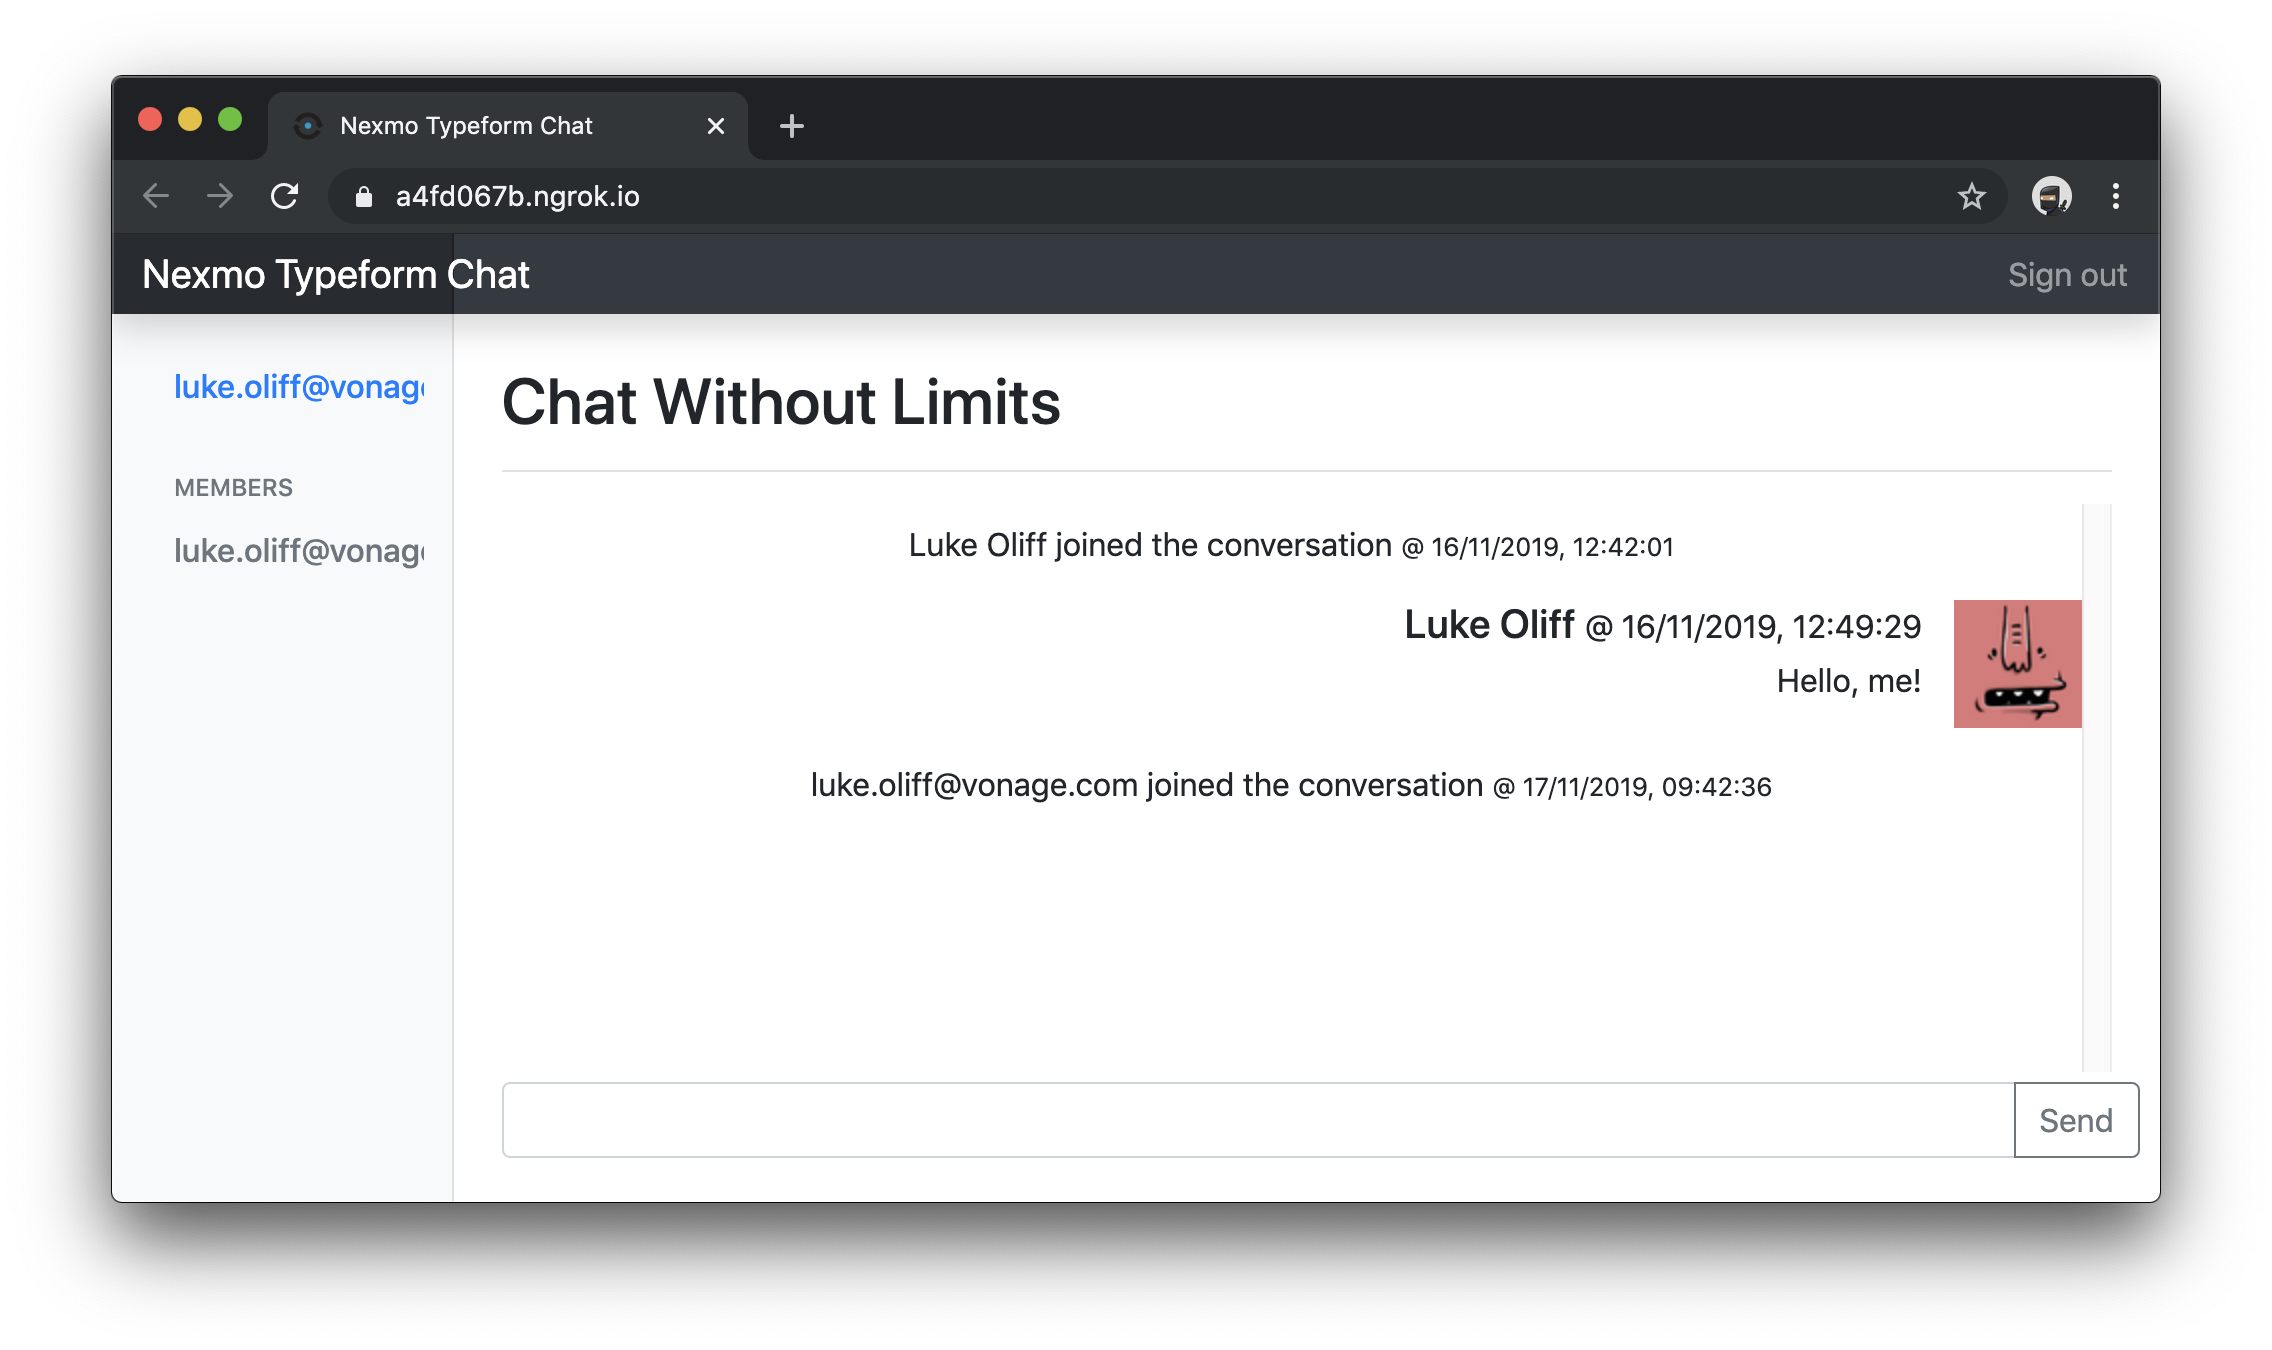 Nexmo Typeform Chat
a4fd067b.ngrok.io
Nexmo Typeform Chat
Sign out
luke.oliff@vonag
MEMBERS
luke.oliff@vonag
Chat Without Limits
Luke Oliff joined the conversation @ 16/11/2019, 12:42:01
Luke Oliff @ 16/11/2019, 12:49:29
Hello, me!
luke.oliff@vonage.com joined the conversation @ 17/11/2019, 09:42:36
Send